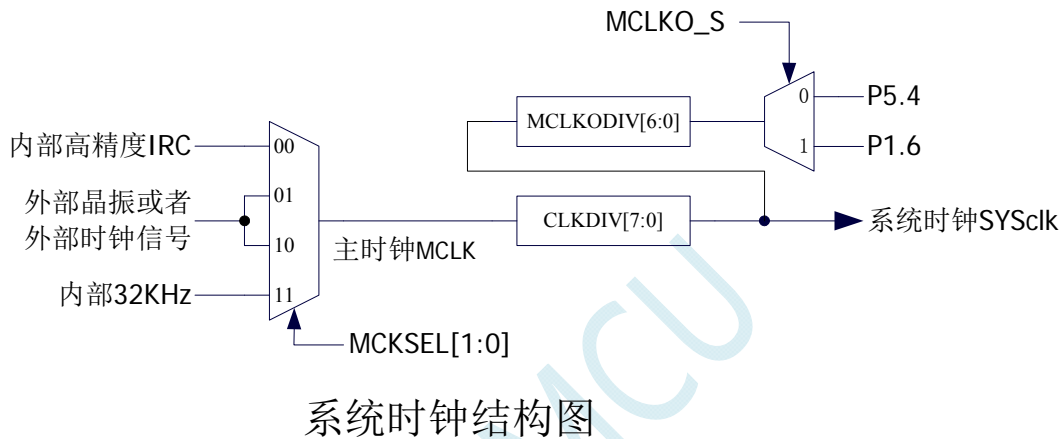 MCLKO_S
0
P5.4
MCLKODIV[6:0]
1
P1.6
内部高精度IRC
00
外部晶振或者
外部时钟信号
01
10
主时钟MCLK
CLKDIV[7:0]
系统时钟SYSclk
内部32KHz
11
MCKSEL[1:0]
系统时钟结构图
MCU